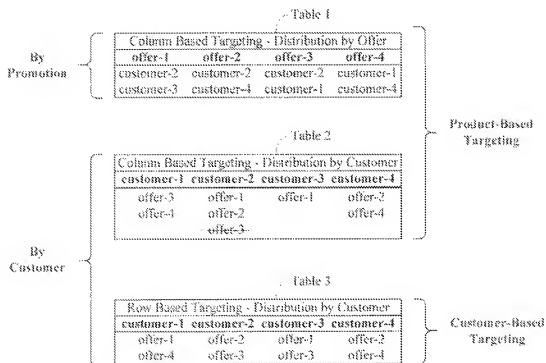 Table 1
Column Based Targeting - Distribution by Offer
offer-1 offer-2 offer-3 offer-4
customer-2 customer-2 customer-2 customer-1
customer-3 customer-4 customer-1 customer-4
By
Promotion
Product-Based
Targeting
Table 2
Column Based Targeting - Distribution by Customer
customer-1 customer-2 customer-3 customer-4
offer-3 offer-1 offer-1 offer-2
offer-4 offer-2 offer-4
offer-3
By
Customer
Table 3
Row Based Targeting - Distribution by Customer
customer-1 customer-2 customer-3 customer-4
offer-1 offer-2 offer-1 offer-2
offer-4 offer-3 offer-3 offer-4
Customer-Based
Targeting